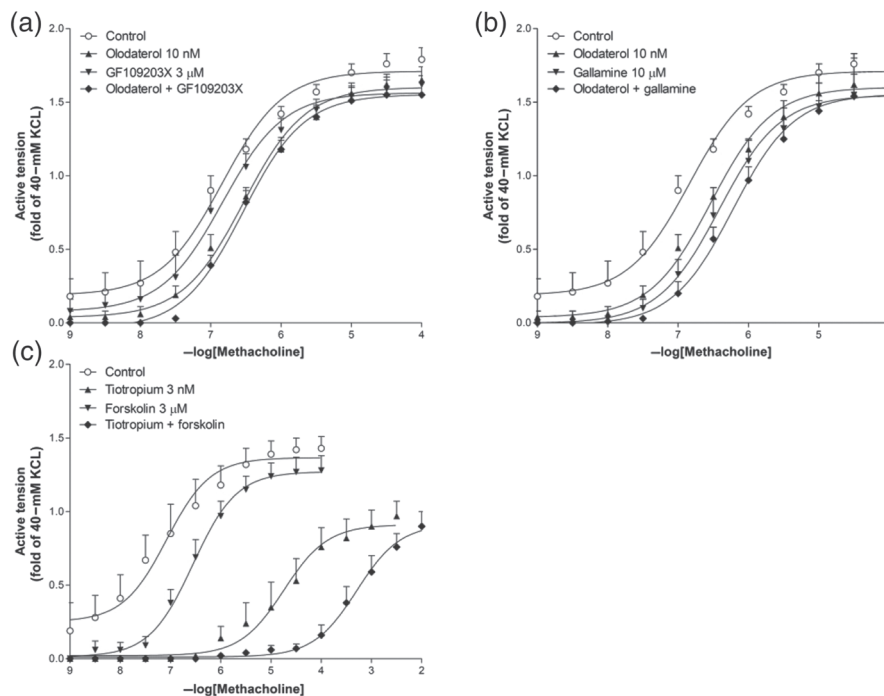 (a)
2.0
1.5
1.0
0.5
0.0
Active tension
(fold of 40–mM KCL)
Control
Olodaterol 10 nM
GF109203X 3 μM
Olodaterol + GF109203X
9 8 7 6 5 4
–log[Methacholine]
(b)
2.0
1.5
1.0
0.5
0.0
Active tension
(fold of 40–mM KCL)
Control
Olodaterol 10 nM
Gallamine 10 μM
Olodaterol + gallamine
9 8 7 6 5
–log[Methacholine]
(c)
2.0
1.5
1.0
0.5
0.0
Active tension
(fold of 40–mM KCL)
Control
Tiotropium 3 nM
Forskolin 3 μM
Tiotropium + forskolin
9 8 7 6 5 4 3 2
–log[Methacholine]